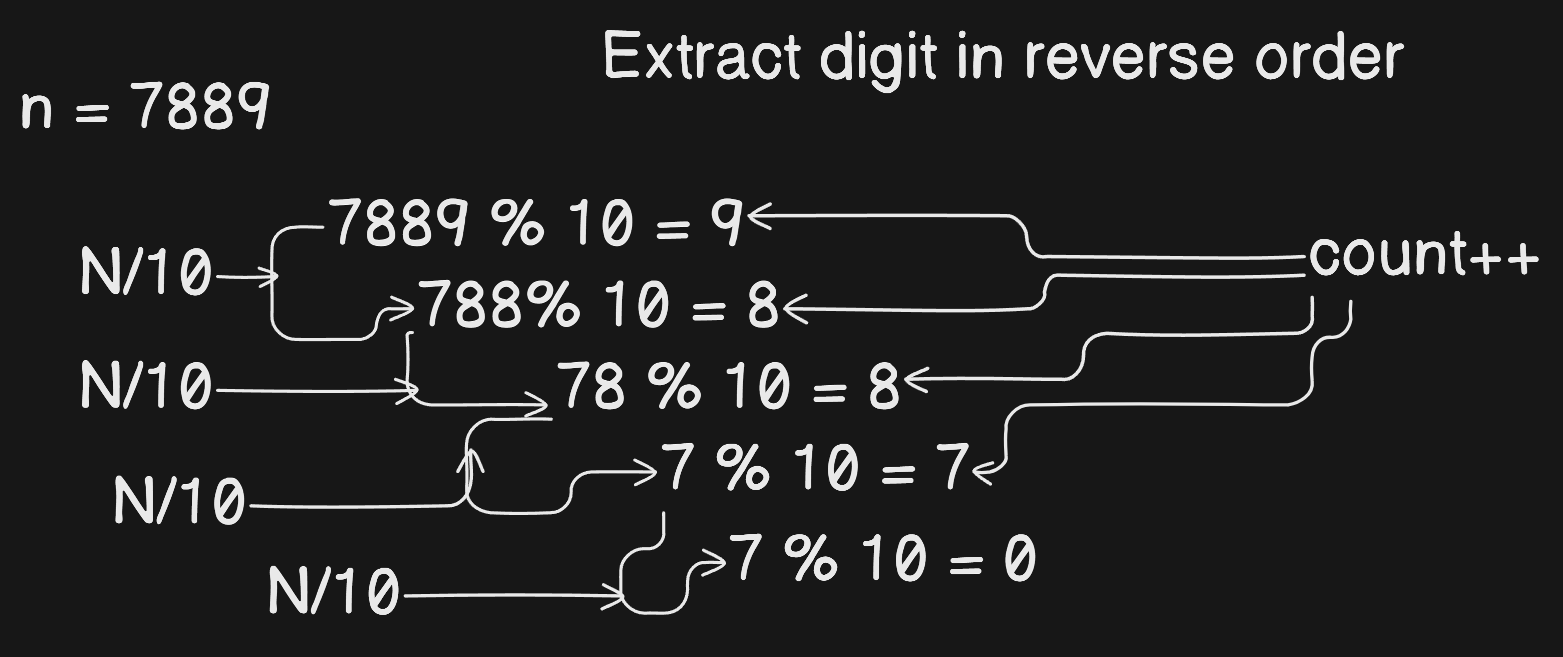 Extract digit in reverse order
n = 7889
7889 % 10 = 9
N/10
count++
788% 10 = 8
N/10
78 % 10 = 8
7 % 10 = 7
N/10
7 % 10 = 0
N/10